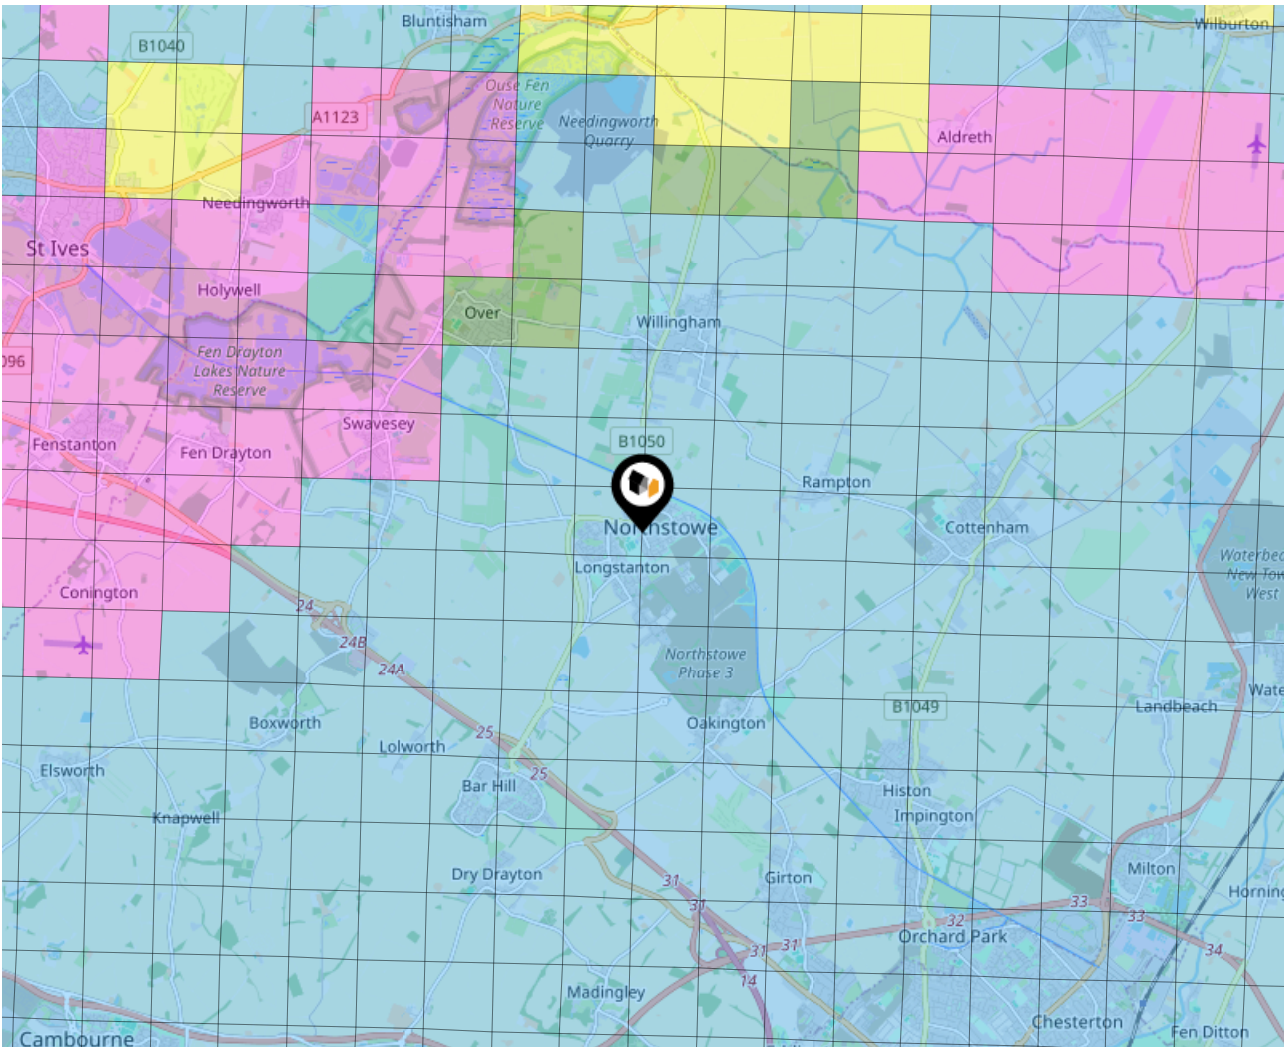 Bluntisham
Wilburton
B1040
Ouse Fen
Nature
Reserve
A1123
Needingworth
Quarry
Aldreth
Needingworth
St Ives
Holywell
Over
Willingham
Fen Drayton
Lakes Nature
Reserve
096
Swavesey
Fenstanton
Fen Drayton
B1050
Rampton
Northstowe
Cottenham
Longstanton
Waterbea
New Tow
West
Conington
24
24B
24A
Northstowe
Phase 3
Wate
Boxworth
Oakington
B1049
Landbeach
25
Lolworth
Elsworth
25
Bar Hill
Histon
Impington
Knapwell
Dry Drayton
31
Girton
Milton
Hornin
31
33
33
32
Orchard Park
31
31
34
14
Madingley
Cambourne
Chesterton
Fen Ditton